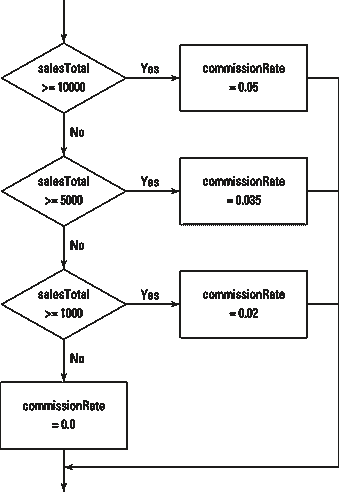 salesTotal
>= 10000
Yes
commissionRate
= 0.05
No
salesTotal
>= 5000
Yes
commissionRate
= 0.035
No
salesTotal
>= 1000
Yes
commissionRate
= 0.02
No
commissionRate
= 0.0